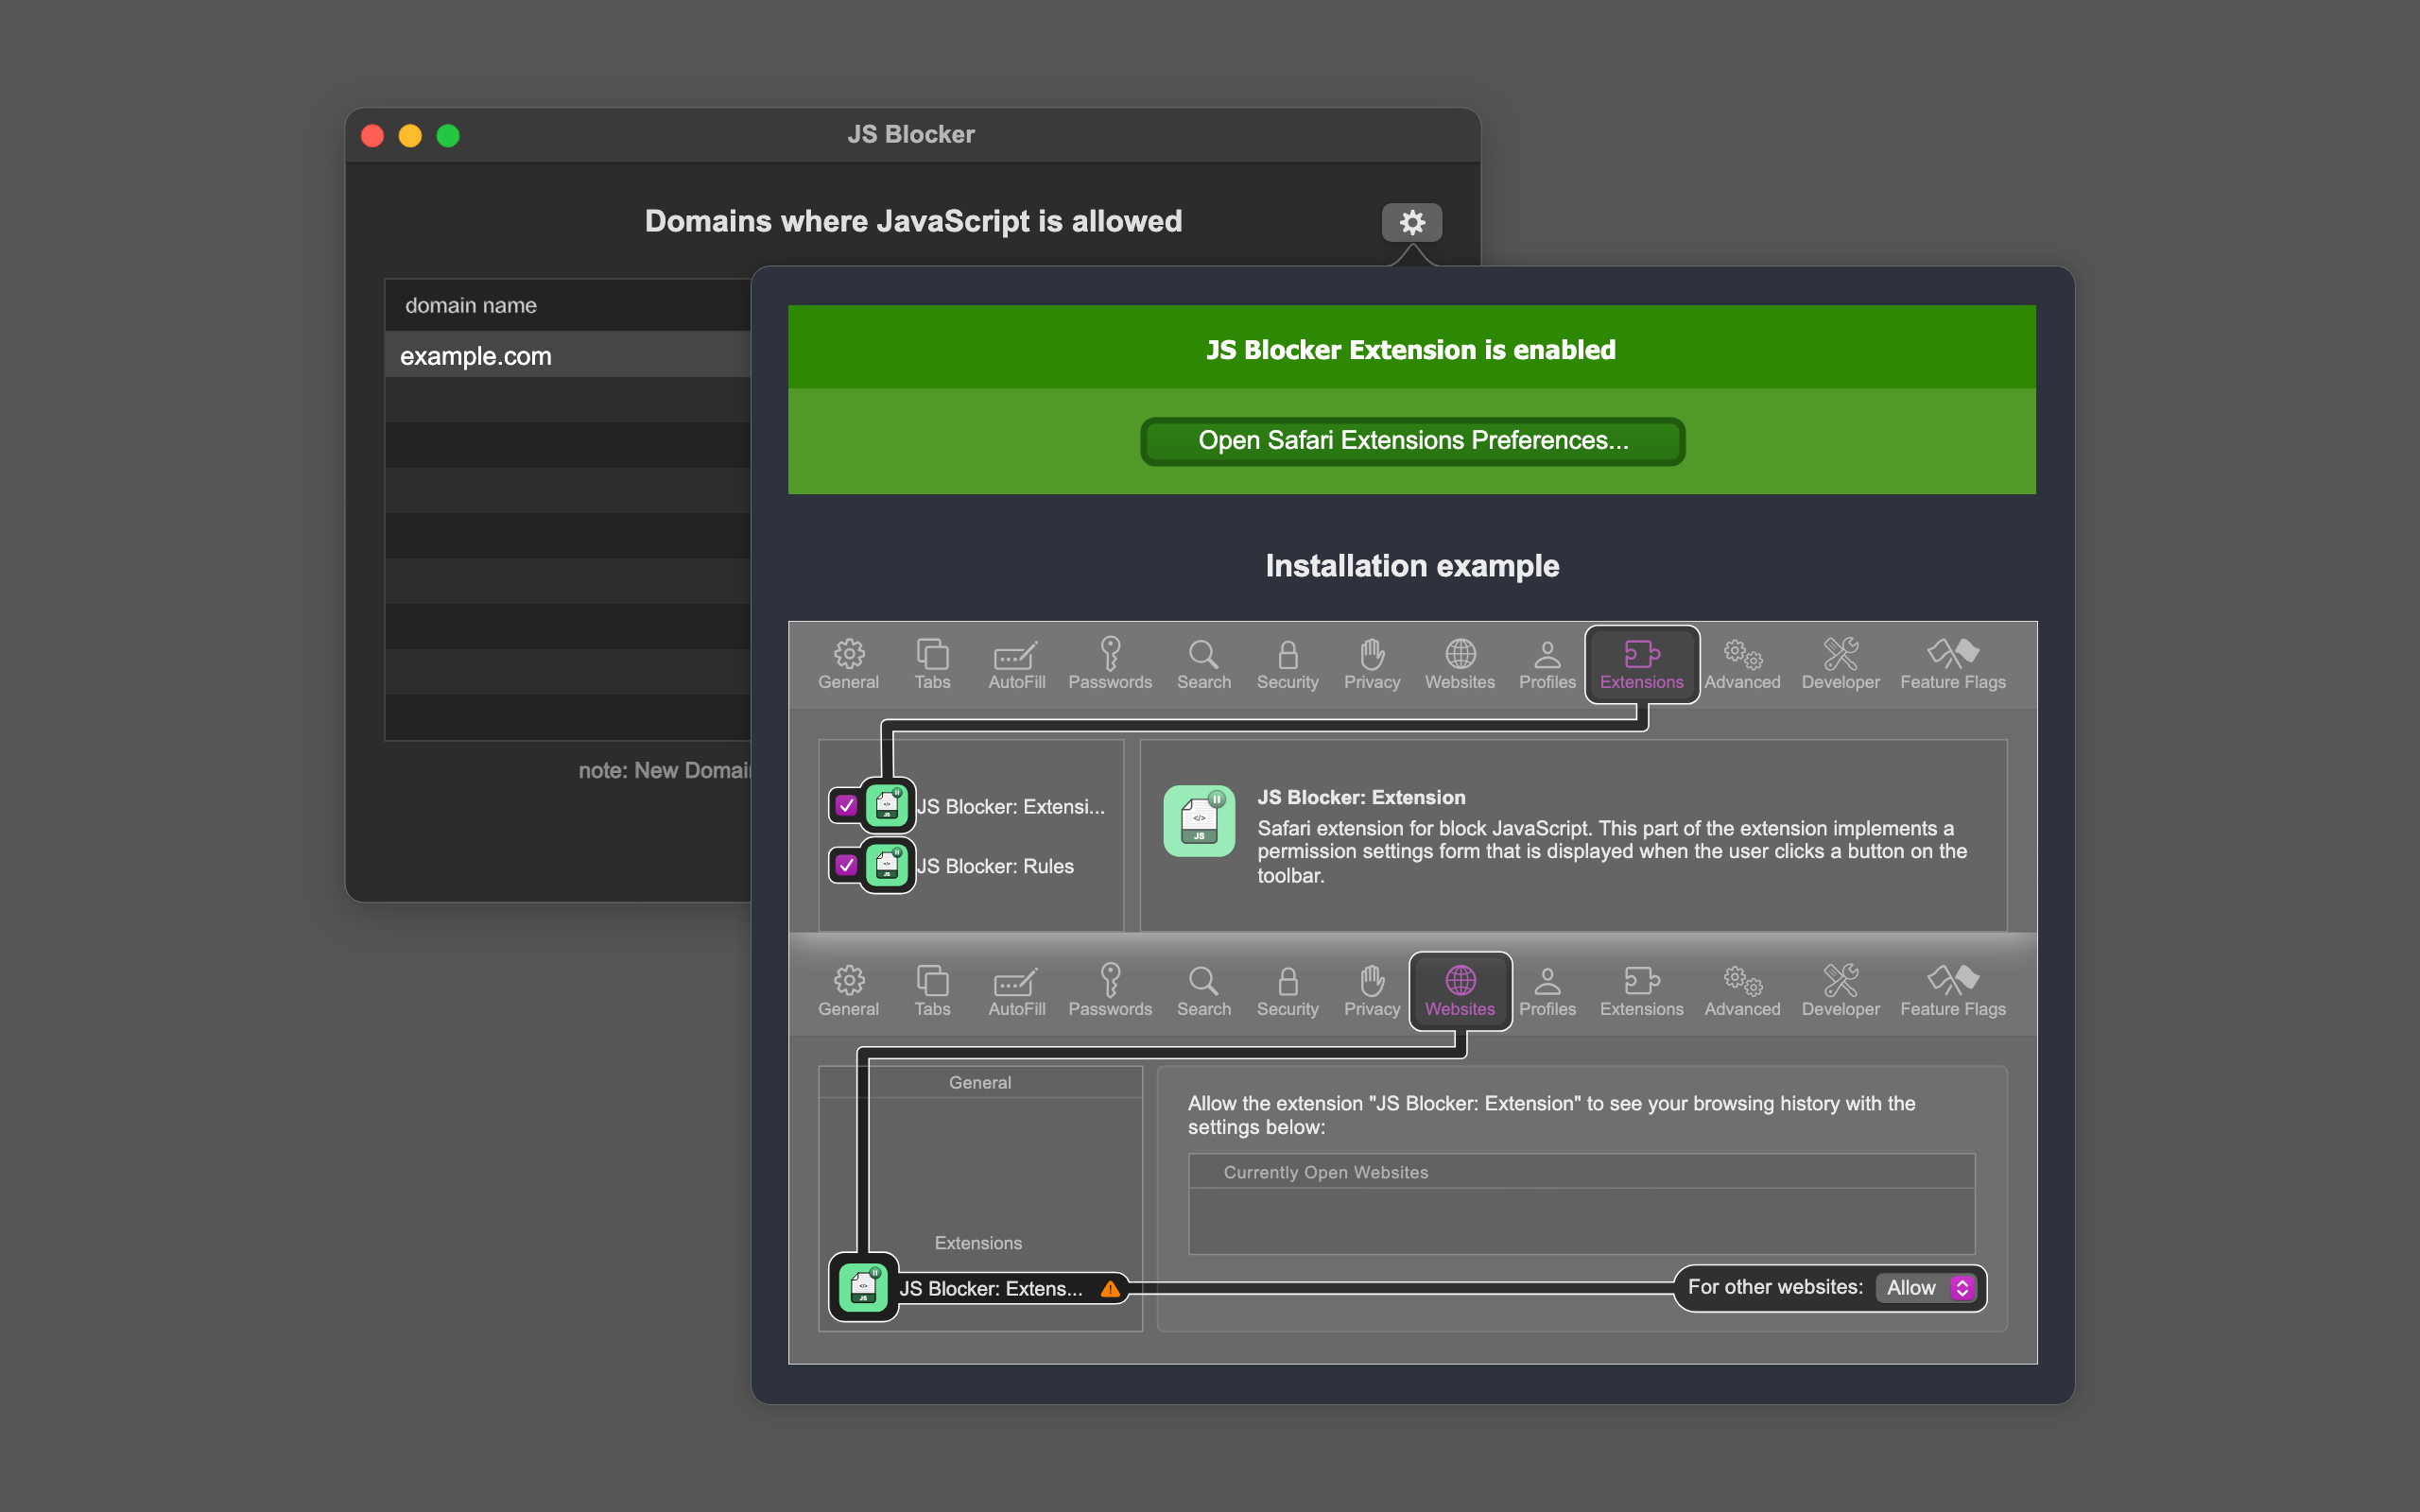 JS Blocker
Domains where JavaScript is allowed
domain name
example.com
note: New Domai
JS Blocker Extension is enabled
Open Safari Extensions Preferences...
Installation example
General Tabs AutoFill Passwords Search Security Privacy Websites Profiles Extensions Advanced Developer Feature Flags
JS Blocker: Extensi...
JS Blocker: Rules
JS Blocker: Extension
Safari extension for block JavaScript. This part of the extension implements a
permission settings form that is displayed when the user clicks a button on the
toolbar.
General Tabs AutoFill Passwords Search Security Privacy Websites Profiles Extensions Advanced Developer Feature Flags
General
Extensions
JS Blocker: Extens...
Allow the extension "JS Blocker: Extension" to see your browsing history with the
settings below:
Currently Open Websites
For other websites: Allow